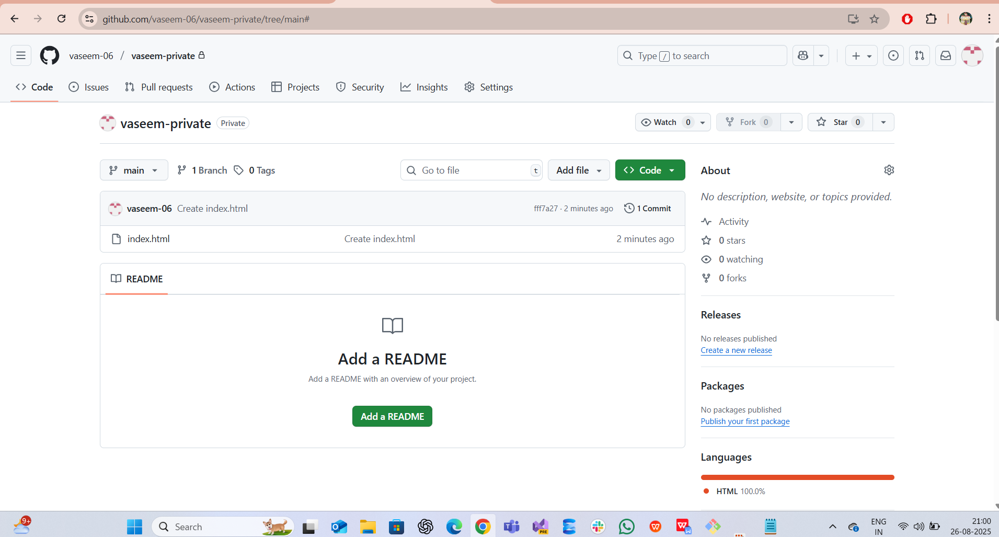 github.com/vaseem-06/vaseem-private/tree/main#
vaseem-06 / vaseem-private
Type / to search
Code Issues Pull requests Actions Projects Security Insights Settings
vaseem-private Private
Watch 0 Fork 0 Star 0
main 1 Branch 0 Tags
Go to file t
Add file
Code
vaseem-06 Create index.html fff7a27 · 2 minutes ago 1 Commit
index.html Create index.html 2 minutes ago
README
Add a README
Add a README with an overview of your project.
Add a README
About
No description, website, or topics provided.
Activity
0 stars
0 watching
0 forks
Releases
No releases published
Create a new release
Packages
No packages published
Publish your first package
Languages
HTML 100.0%
9+
Search
PRE
ENG
IN
21:00
26-08-2025